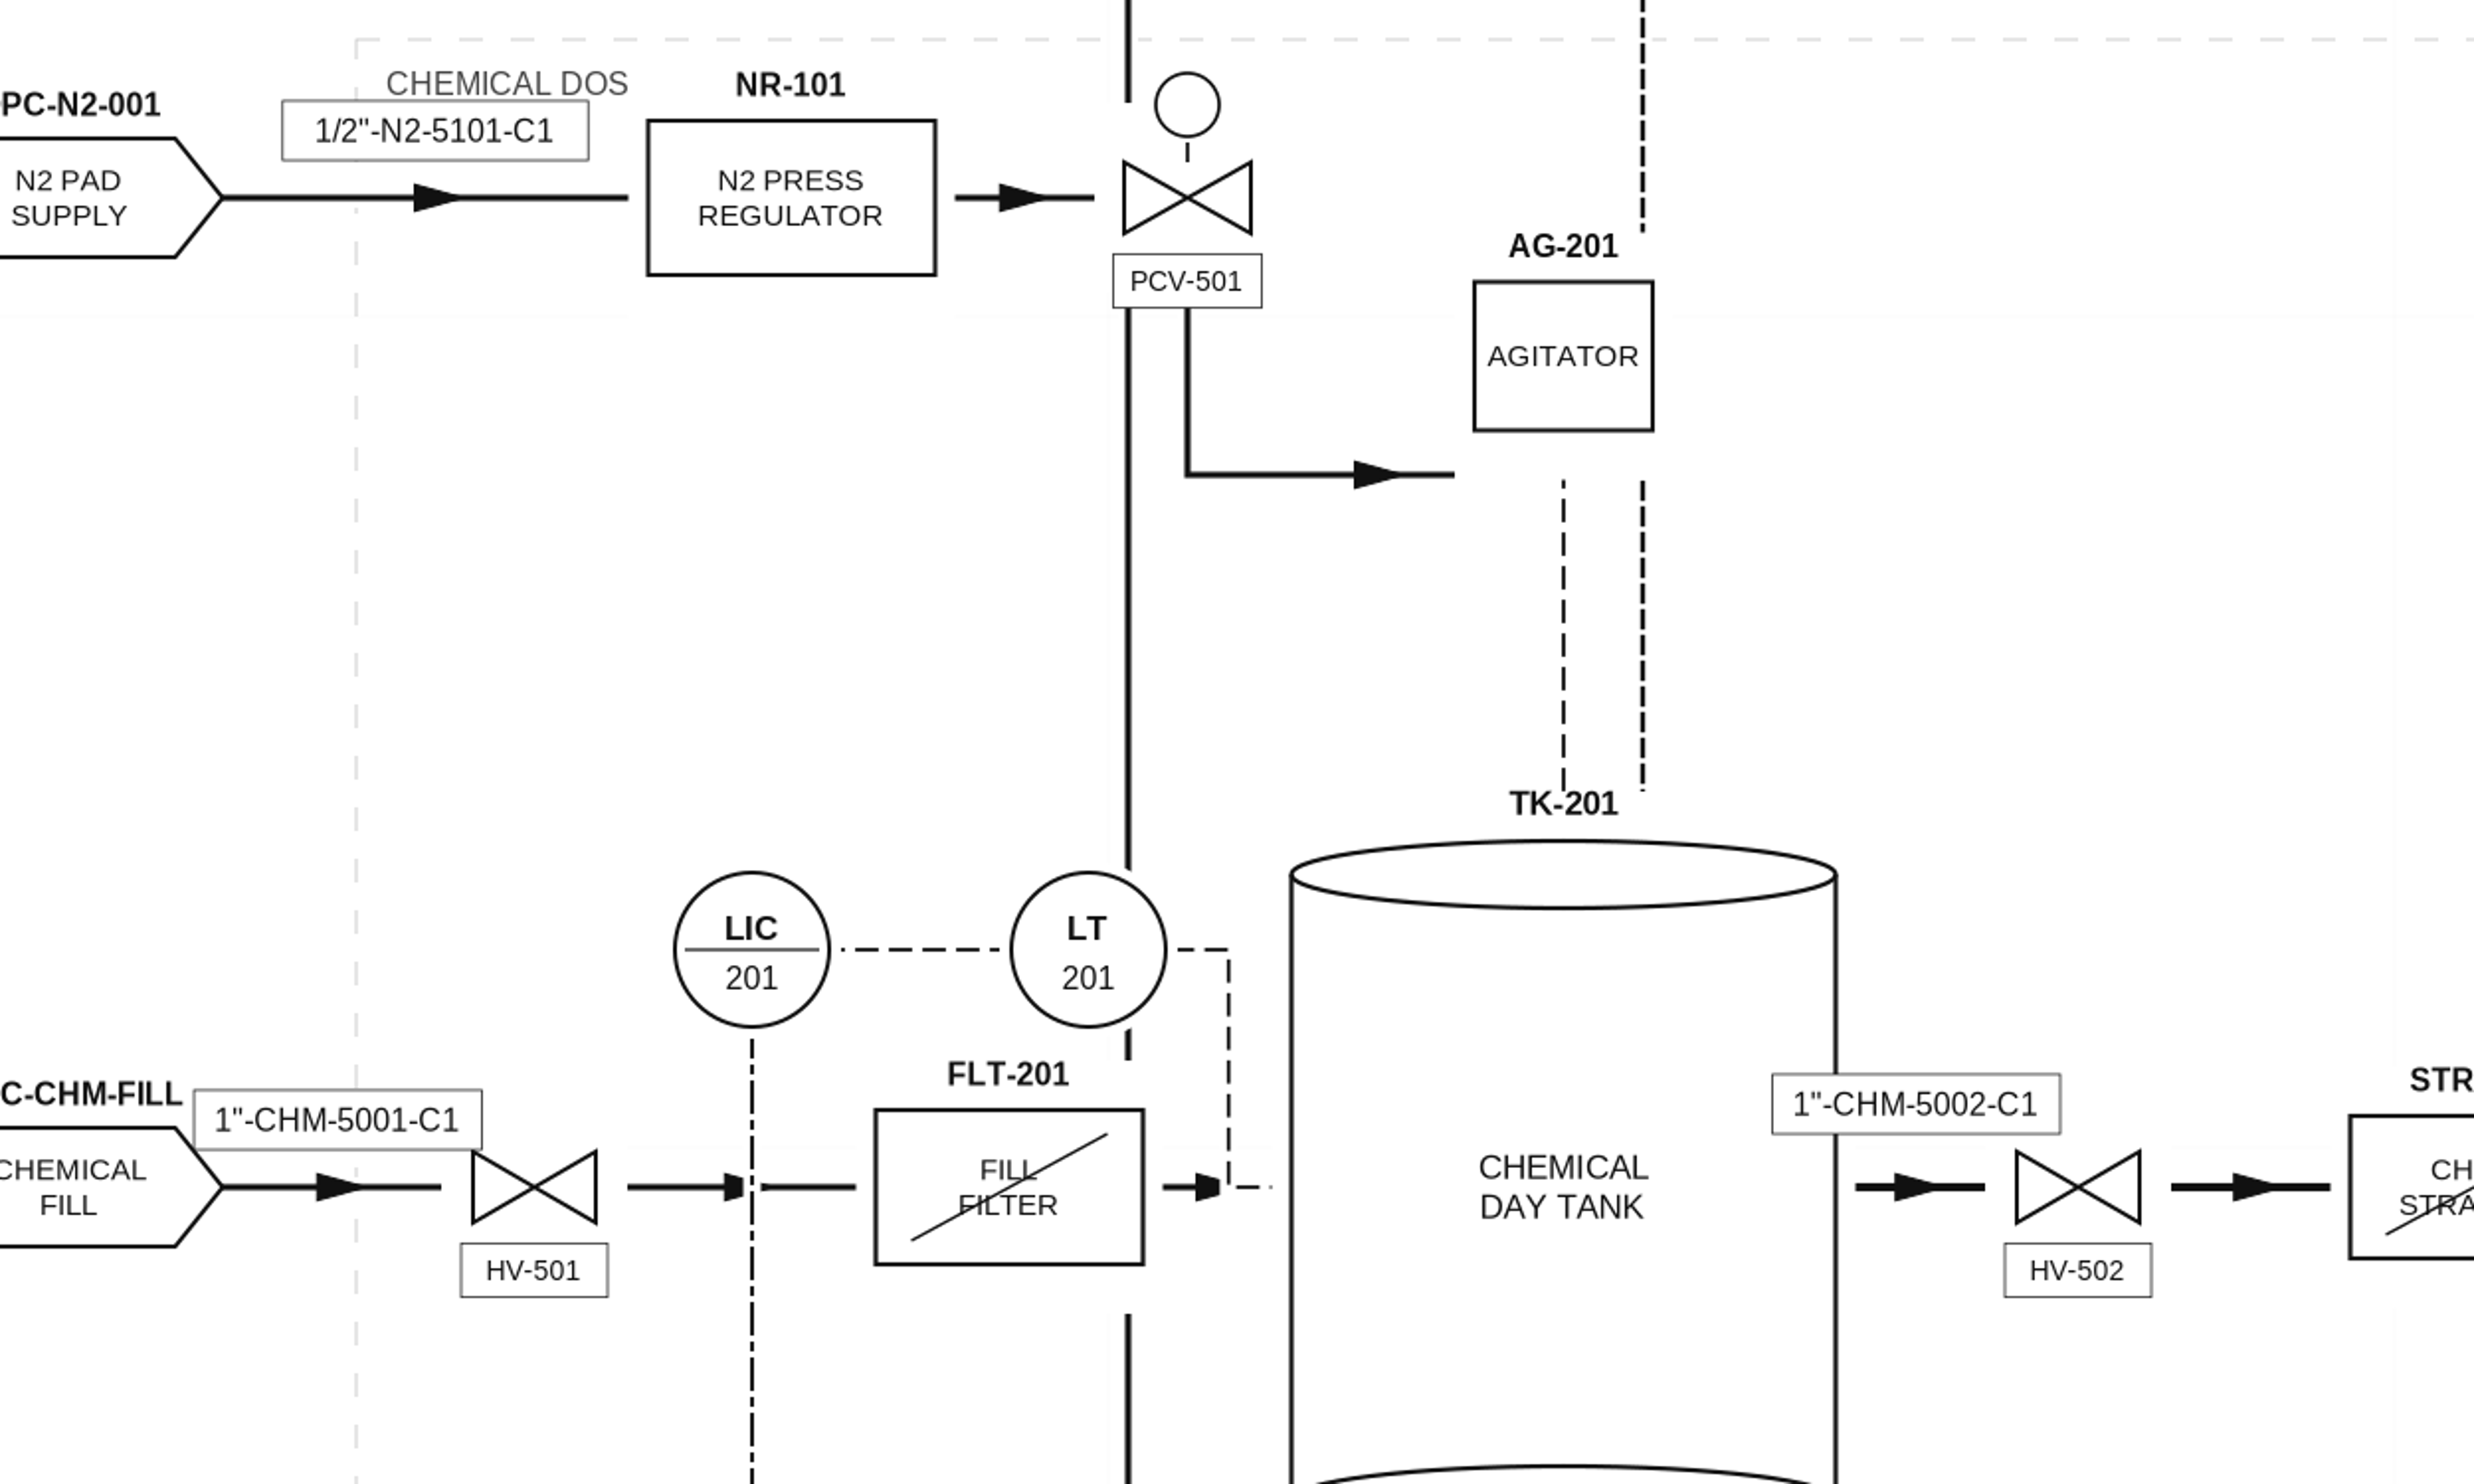 CHEMICAL DOS
PC-N2-001
1/2"-N2-5101-C1
NR-101
N2 PAD
SUPPLY
N2 PRESS
REGULATOR
PCV-501
AG-201
AGITATOR
TK-201
LIC
201
LT
201
FLT-201
C-CHM-FILL
1"-CHM-5001-C1
CHEMICAL
FILL
HV-501
FILL
FILTER
CHEMICAL
DAY TANK
1"-CHM-5002-C1
HV-502
STR
CH
STRA